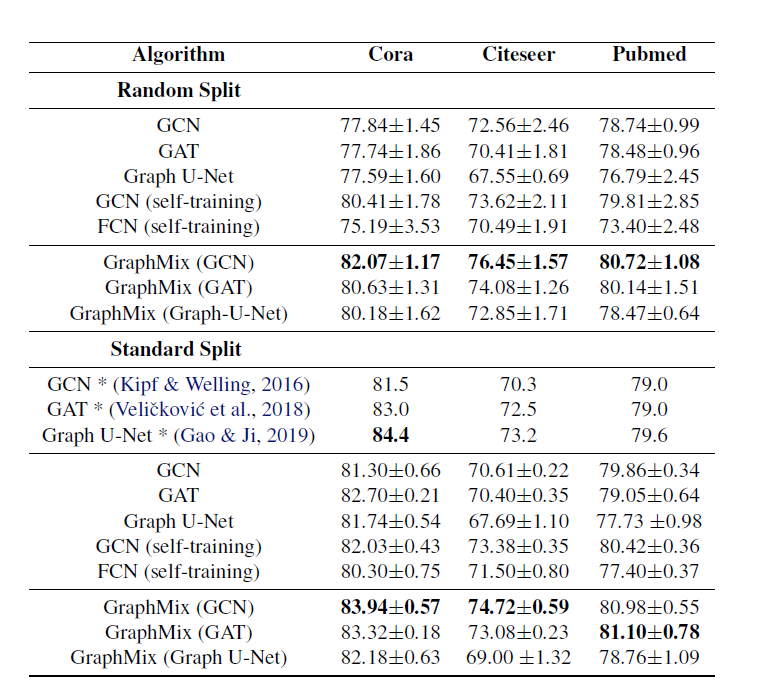 Algorithm Cora Citeseer Pubmed
Random Split
GCN 77.84±1.45 72.56±2.46 78.74±0.99
GAT 77.74±1.86 70.41±1.81 78.48±0.96
Graph U-Net 77.59±1.60 67.55±0.69 76.79±2.45
GCN (self-training) 80.41±1.78 73.62±2.11 79.81±2.85
FCN (self-training) 75.19±3.53 70.49±1.91 73.40±2.48
GraphMix (GCN) 82.07±1.17 76.45±1.57 80.72±1.08
GraphMix (GAT) 80.63±1.31 74.08±1.26 80.14±1.51
GraphMix (Graph-U-Net) 80.18±1.62 72.85±1.71 78.47±0.64
Standard Split
GCN * (Kipf & Welling, 2016) 81.5 70.3 79.0
GAT * (Veličković et al., 2018) 83.0 72.5 79.0
Graph U-Net * (Gao & Ji, 2019) 84.4 73.2 79.6
GCN 81.30±0.66 70.61±0.22 79.86±0.34
GAT 82.70±0.21 70.40±0.35 79.05±0.64
Graph U-Net 81.74±0.54 67.69±1.10 77.73 ±0.98
GCN (self-training) 82.03±0.43 73.38±0.35 80.42±0.36
FCN (self-training) 80.30±0.75 71.50±0.80 77.40±0.37
GraphMix (GCN) 83.94±0.57 74.72±0.59 80.98±0.55
GraphMix (GAT) 83.32±0.18 73.08±0.23 81.10±0.78
GraphMix (Graph U-Net) 82.18±0.63 69.00 ±1.32 78.76±1.09